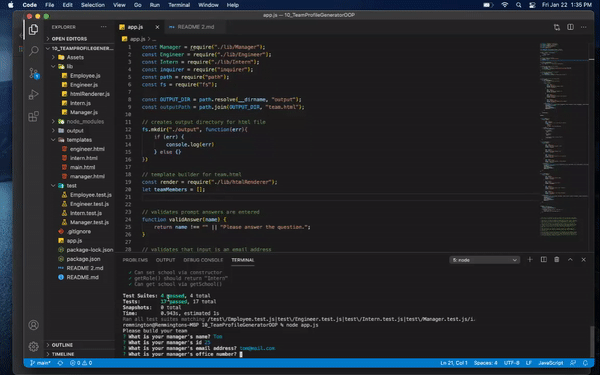 Code File Edit Selection View Go Run Terminal Window Help Fri Jan 22 1:35 PM
app.js — 10_TeamProfileGeneratorOOP
EXPLORER
OPEN EDITORS
10_TEAMPROFILEGENER...
Assets
lib
Employee.js
Engineer.js
htmlRenderer.js
Intern.js
Manager.js
node_modules
output
templates
engineer.html
intern.html
main.html
manager.html
test
Employee.test.js
Engineer.test.js
Intern.test.js
Manager.test.js
.gitignore
app.js
package-lock.json
package.json
README 2.md
OUTLINE
TIMELINE
app.js
README 2.md
app.js > ...
1 const Manager = require("./lib/Manager");
2 const Engineer = require("./lib/Engineer");
3 const Intern = require("./lib/Intern");
4 const inquirer = require("inquirer");
5 const path = require("path");
6 const fs = require("fs");
7
8 const OUTPUT_DIR = path.resolve(__dirname, "output");
9 const outputPath = path.join(OUTPUT_DIR, "team.html");
10
11 // creates output directory for html file
12 fs.mkdir("./output", function(err){
13 if (err) {
14 console.log(err)
15 } else {}
16 })
17
18 // template builder for team.html
19 const render = require("./lib/htmlRenderer");
20 let teamMembers = [];
21
22
23 // validates prompt answers are entered
24 function validAnswer(name) {
25 return name !== "" || "Please answer the question.";
26 }
27
28 // validates that input is an email address
PROBLEMS OUTPUT DEBUG CONSOLE TERMINAL 5: node
✓ Can set school via constructor
✓ getRole() should return "Intern"
✓ Can get school via getSchool()
Test Suites: 4 passed, 4 total
Tests: 17 passed, 17 total
Snapshots: 0 total
Time: 0.943s, estimated 1s
Ran all test suites matching /test\/Employee.test.js|test\/Engineer.test.js|test\/Intern.test.js|test\/Manager.test.js/i.
remmington@Remmingtons-MBP 10_TeamProfileGeneratorOOP % node app.js
Please build your team
? What is your manager's name? Tom
? What is your manager's id 25
? What is your manager's email address? tom@mail.com
? What is your manager's office number?
main* 0 0 Ln 21, Col 1 Spaces: 4 UTF-8 LF JavaScript